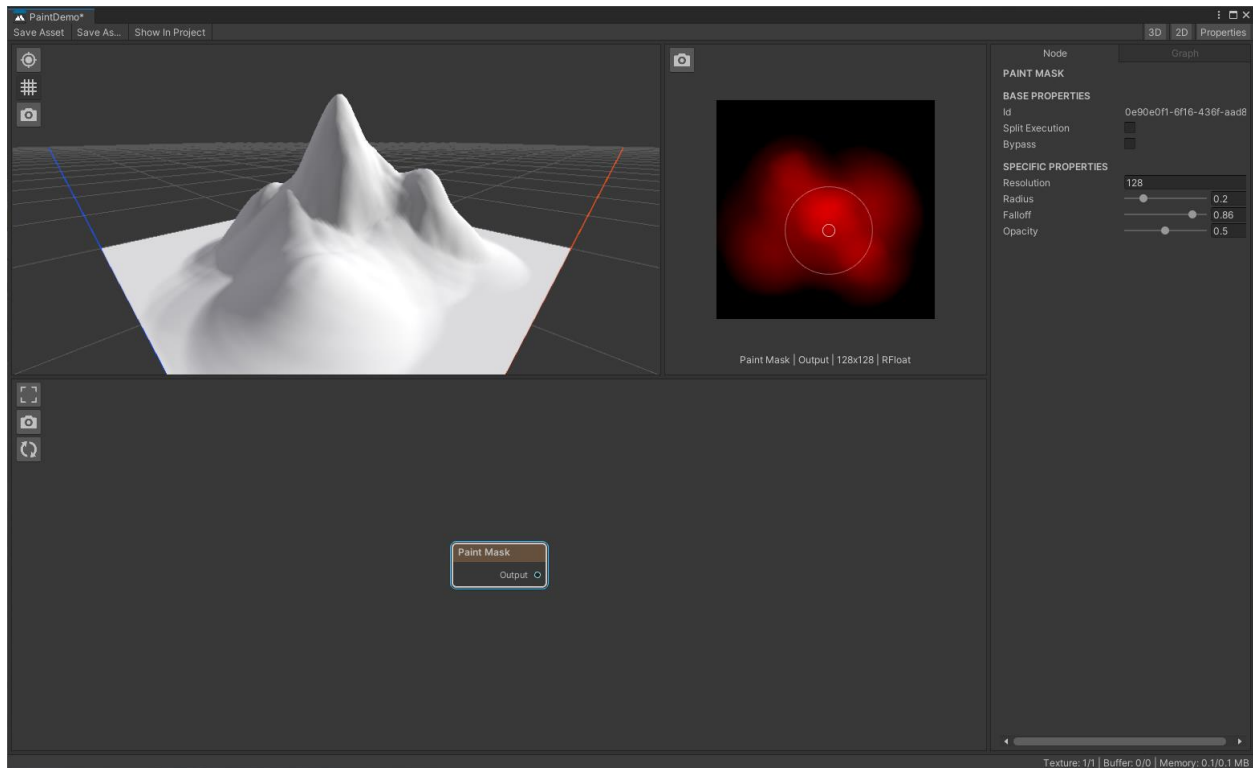 PaintDemo*
Save Asset Save As... Show In Project 3D 2D Properties
Node Graph
PAINT MASK
BASE PROPERTIES
Id 0e90e0f1-6f16-436f-aad8
Split Execution
Bypass
SPECIFIC PROPERTIES
Resolution 128
Radius 0.2
Falloff 0.86
Opacity 0.5
Paint Mask | Output | 128x128 | RFloat
Paint Mask
Output
Texture: 1/1 | Buffer: 0/0 | Memory: 0.1/0.1 MB